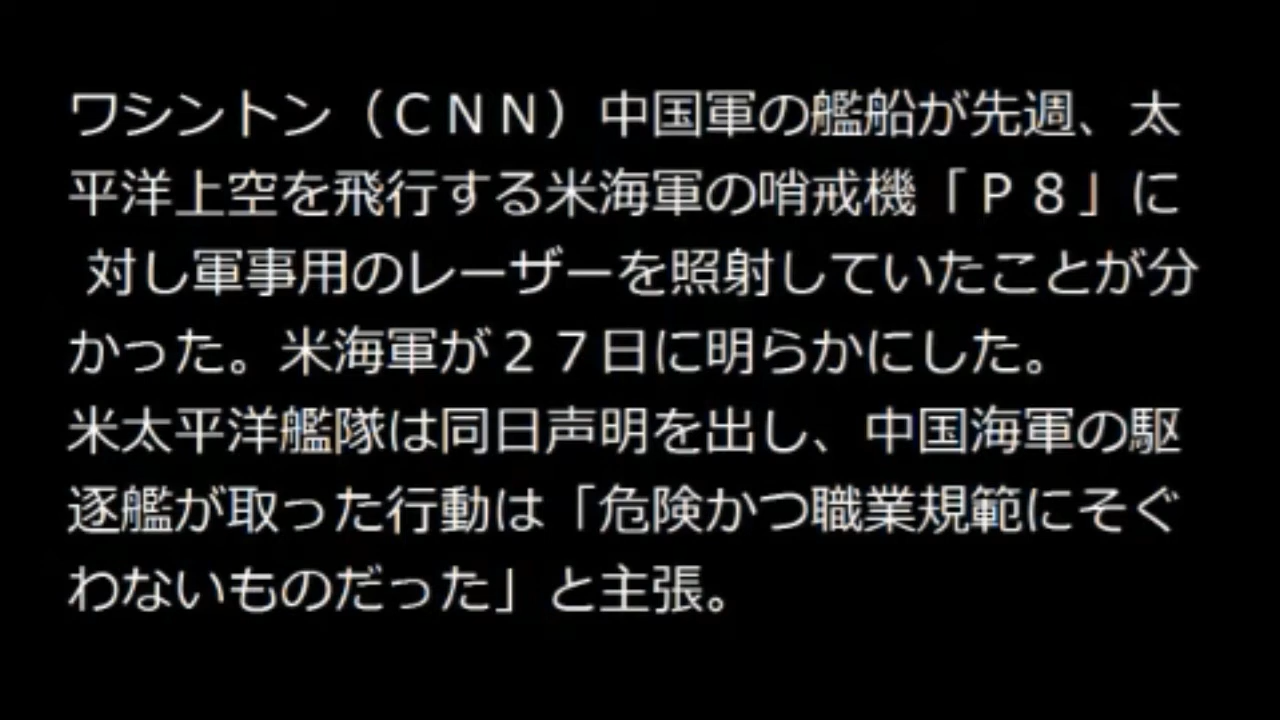 ワシントン（ＣＮＮ）中国軍の艦船が先週、太
平洋上空を飛行する米海軍の哨戒機「Ｐ８」に
対し軍事用のレーザーを照射していたことが分
かった。米海軍が２７日に明らかにした。
米太平洋艦隊は同日声明を出し、中国海軍の駆
逐艦が取った行動は「危険かつ職業規範にそぐ
わないものだった」と主張。